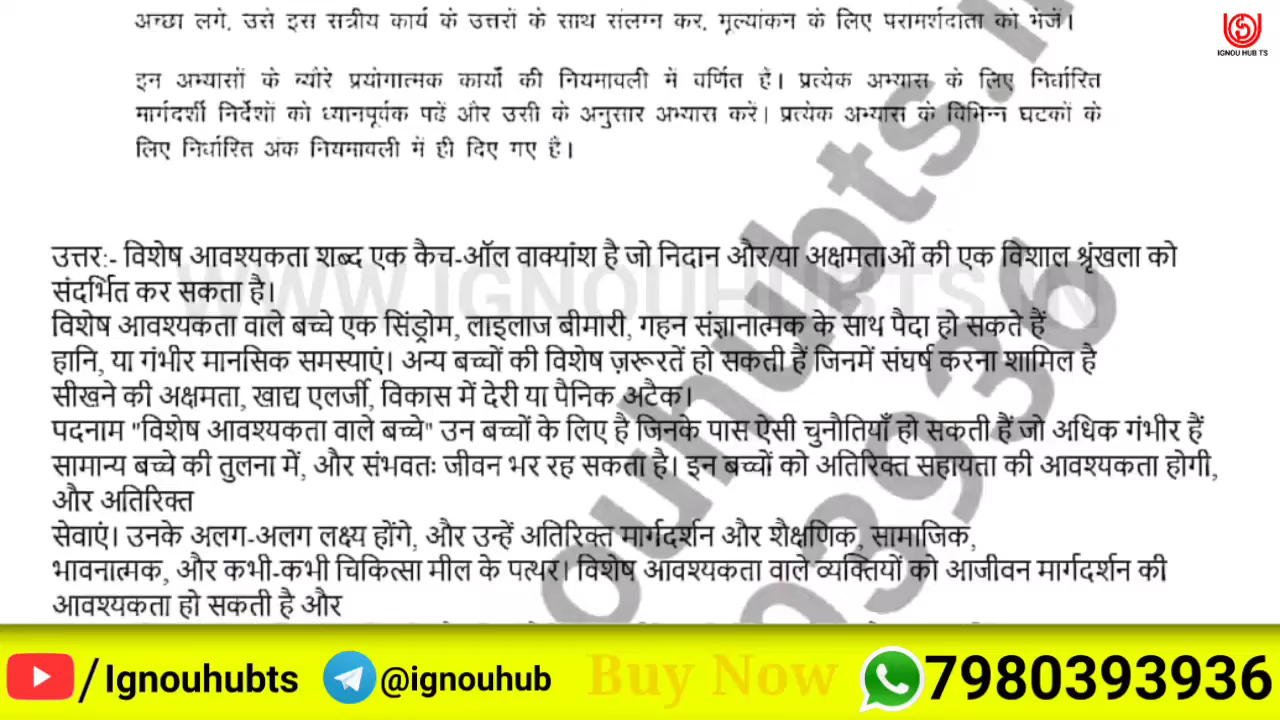 अच्छा लगे, उसे इस सत्रीय कार्य के उत्तरों के साथ संलग्न कर, मूल्यांकन के लिए परामर्शदाता को भेजें।
IGNOU HUB TS
इन अभ्यासों के ब्यौरे प्रयोगात्मक कार्यों की नियमावली में वर्णित हैं। प्रत्येक अभ्यास के लिए निर्धारित
मार्गदर्शी निर्देशों को ध्यानपूर्वक पढें और उसी के अनुसार अभ्यास करें। प्रत्येक अभ्यास के विभिन्न घटकों के
लिए निर्धारित अंक नियमावली में ही दिए गए है।
उत्तर:- विशेष आवश्यकता शब्द एक कैच-ऑल वाक्यांश है जो निदान और/या अक्षमताओं की एक विशाल श्रृंखला को
संदर्भित कर सकता है।
WWW.IGNOUHUBTS.IN
विशेष आवश्यकता वाले बच्चे एक सिंड्रोम, लाइलाज बीमारी, गहन संज्ञानात्मक के साथ पैदा हो सकते हैं
हानि, या गंभीर मानसिक समस्याएं। अन्य बच्चों की विशेष ज़रूरतें हो सकती हैं जिनमें संघर्ष करना शामिल है
सीखने की अक्षमता, खाद्य एलर्जी, विकास में देरी या पैनिक अटैक।
पदनाम "विशेष आवश्यकता वाले बच्चे" उन बच्चों के लिए है जिनके पास ऐसी चुनौतियाँ हो सकती हैं जो अधिक गंभीर हैं
सामान्य बच्चे की तुलना में, और संभवतः जीवन भर रह सकता है। इन बच्चों को अतिरिक्त सहायता की आवश्यकता होगी,
और अतिरिक्त
सेवाएं। उनके अलग-अलग लक्ष्य होंगे, और उन्हें अतिरिक्त मार्गदर्शन और शैक्षणिक, सामाजिक,
भावनात्मक, और कभी-कभी चिकित्सा मील के पत्थर। विशेष आवश्यकता वाले व्यक्तियों को आजीवन मार्गदर्शन की
आवश्यकता हो सकती है और
ouhubts.
03936
/Ignouhubts @ignouhub Buy Now 7980393936